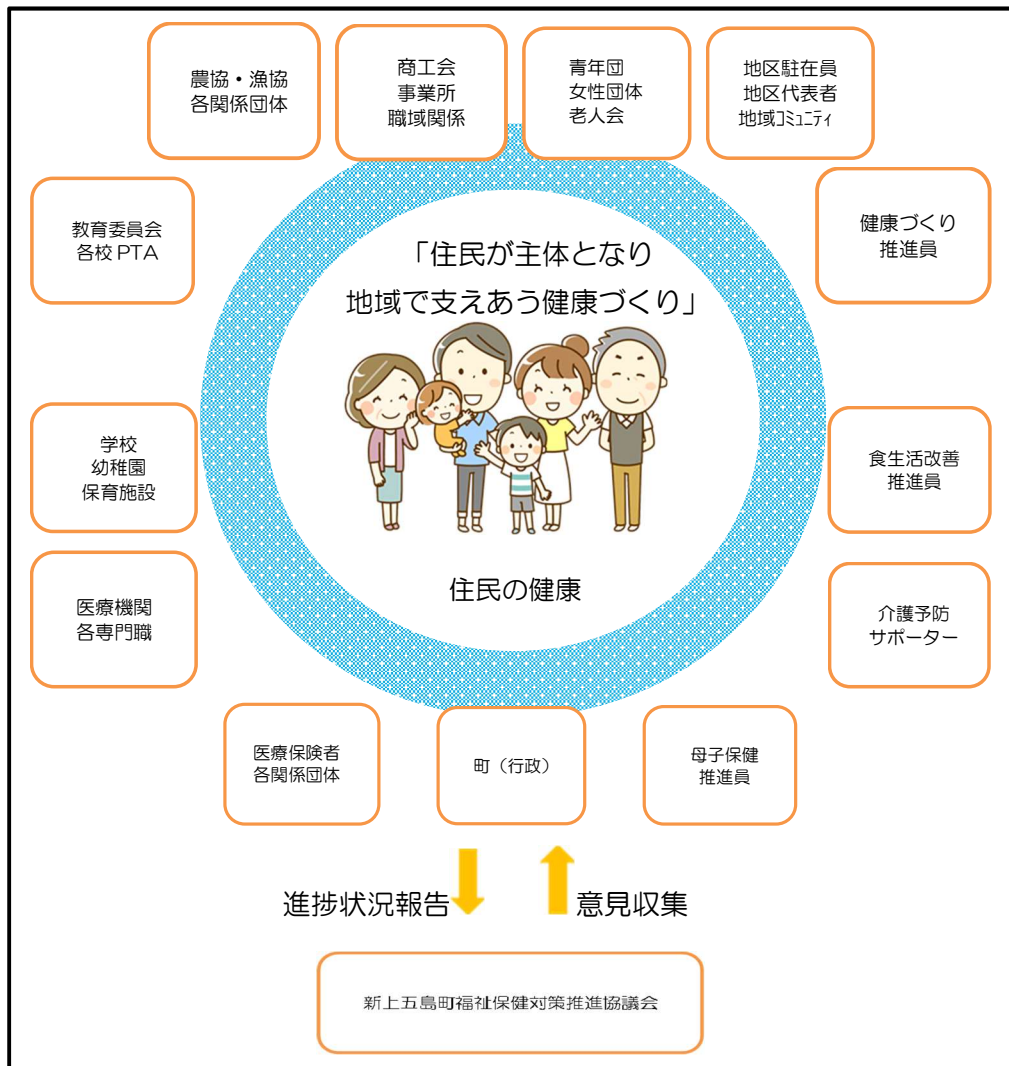 農協・漁協
各関係団体
商工会
事業所
職域関係
青年団
女性団体
老人会
地区駐在員
地区代表者
地域ｺﾐｭﾆﾃｨ
教育委員会
各校 PTA
健康づくり
推進員
「住民が主体となり
地域で支えあう健康づくり」
学校
幼稚園
保育施設
食生活改善
推進員
住民の健康
医療機関
各専門職
介護予防
サポーター
医療保険者
各関係団体
町（行政）
母子保健
推進員
進捗状況報告
意見収集
新上五島町福祉保健対策推進協議会